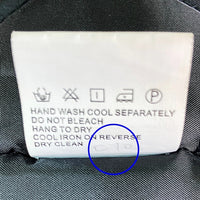 HAND WASH COOL SEPARATELY
DO NOT BLEACH
HANG TO DRY
COOL IRON ON REVERSE
DRY CLEAN